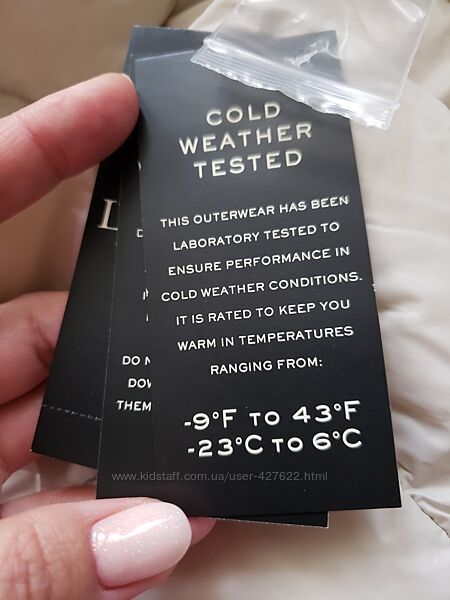 COLD
WEATHER
TESTED
THIS OUTERWEAR HAS BEEN
LABORATORY TESTED TO
ENSURE PERFORMANCE IN
COLD WEATHER CONDITIONS.
IT IS RATED TO KEEP YOU
WARM IN TEMPERATURES
RANGING FROM:
-9°F TO 43°F
-23°C TO 6°C
DO
THEM
www.kidstaff.com.ua/user-427622.html